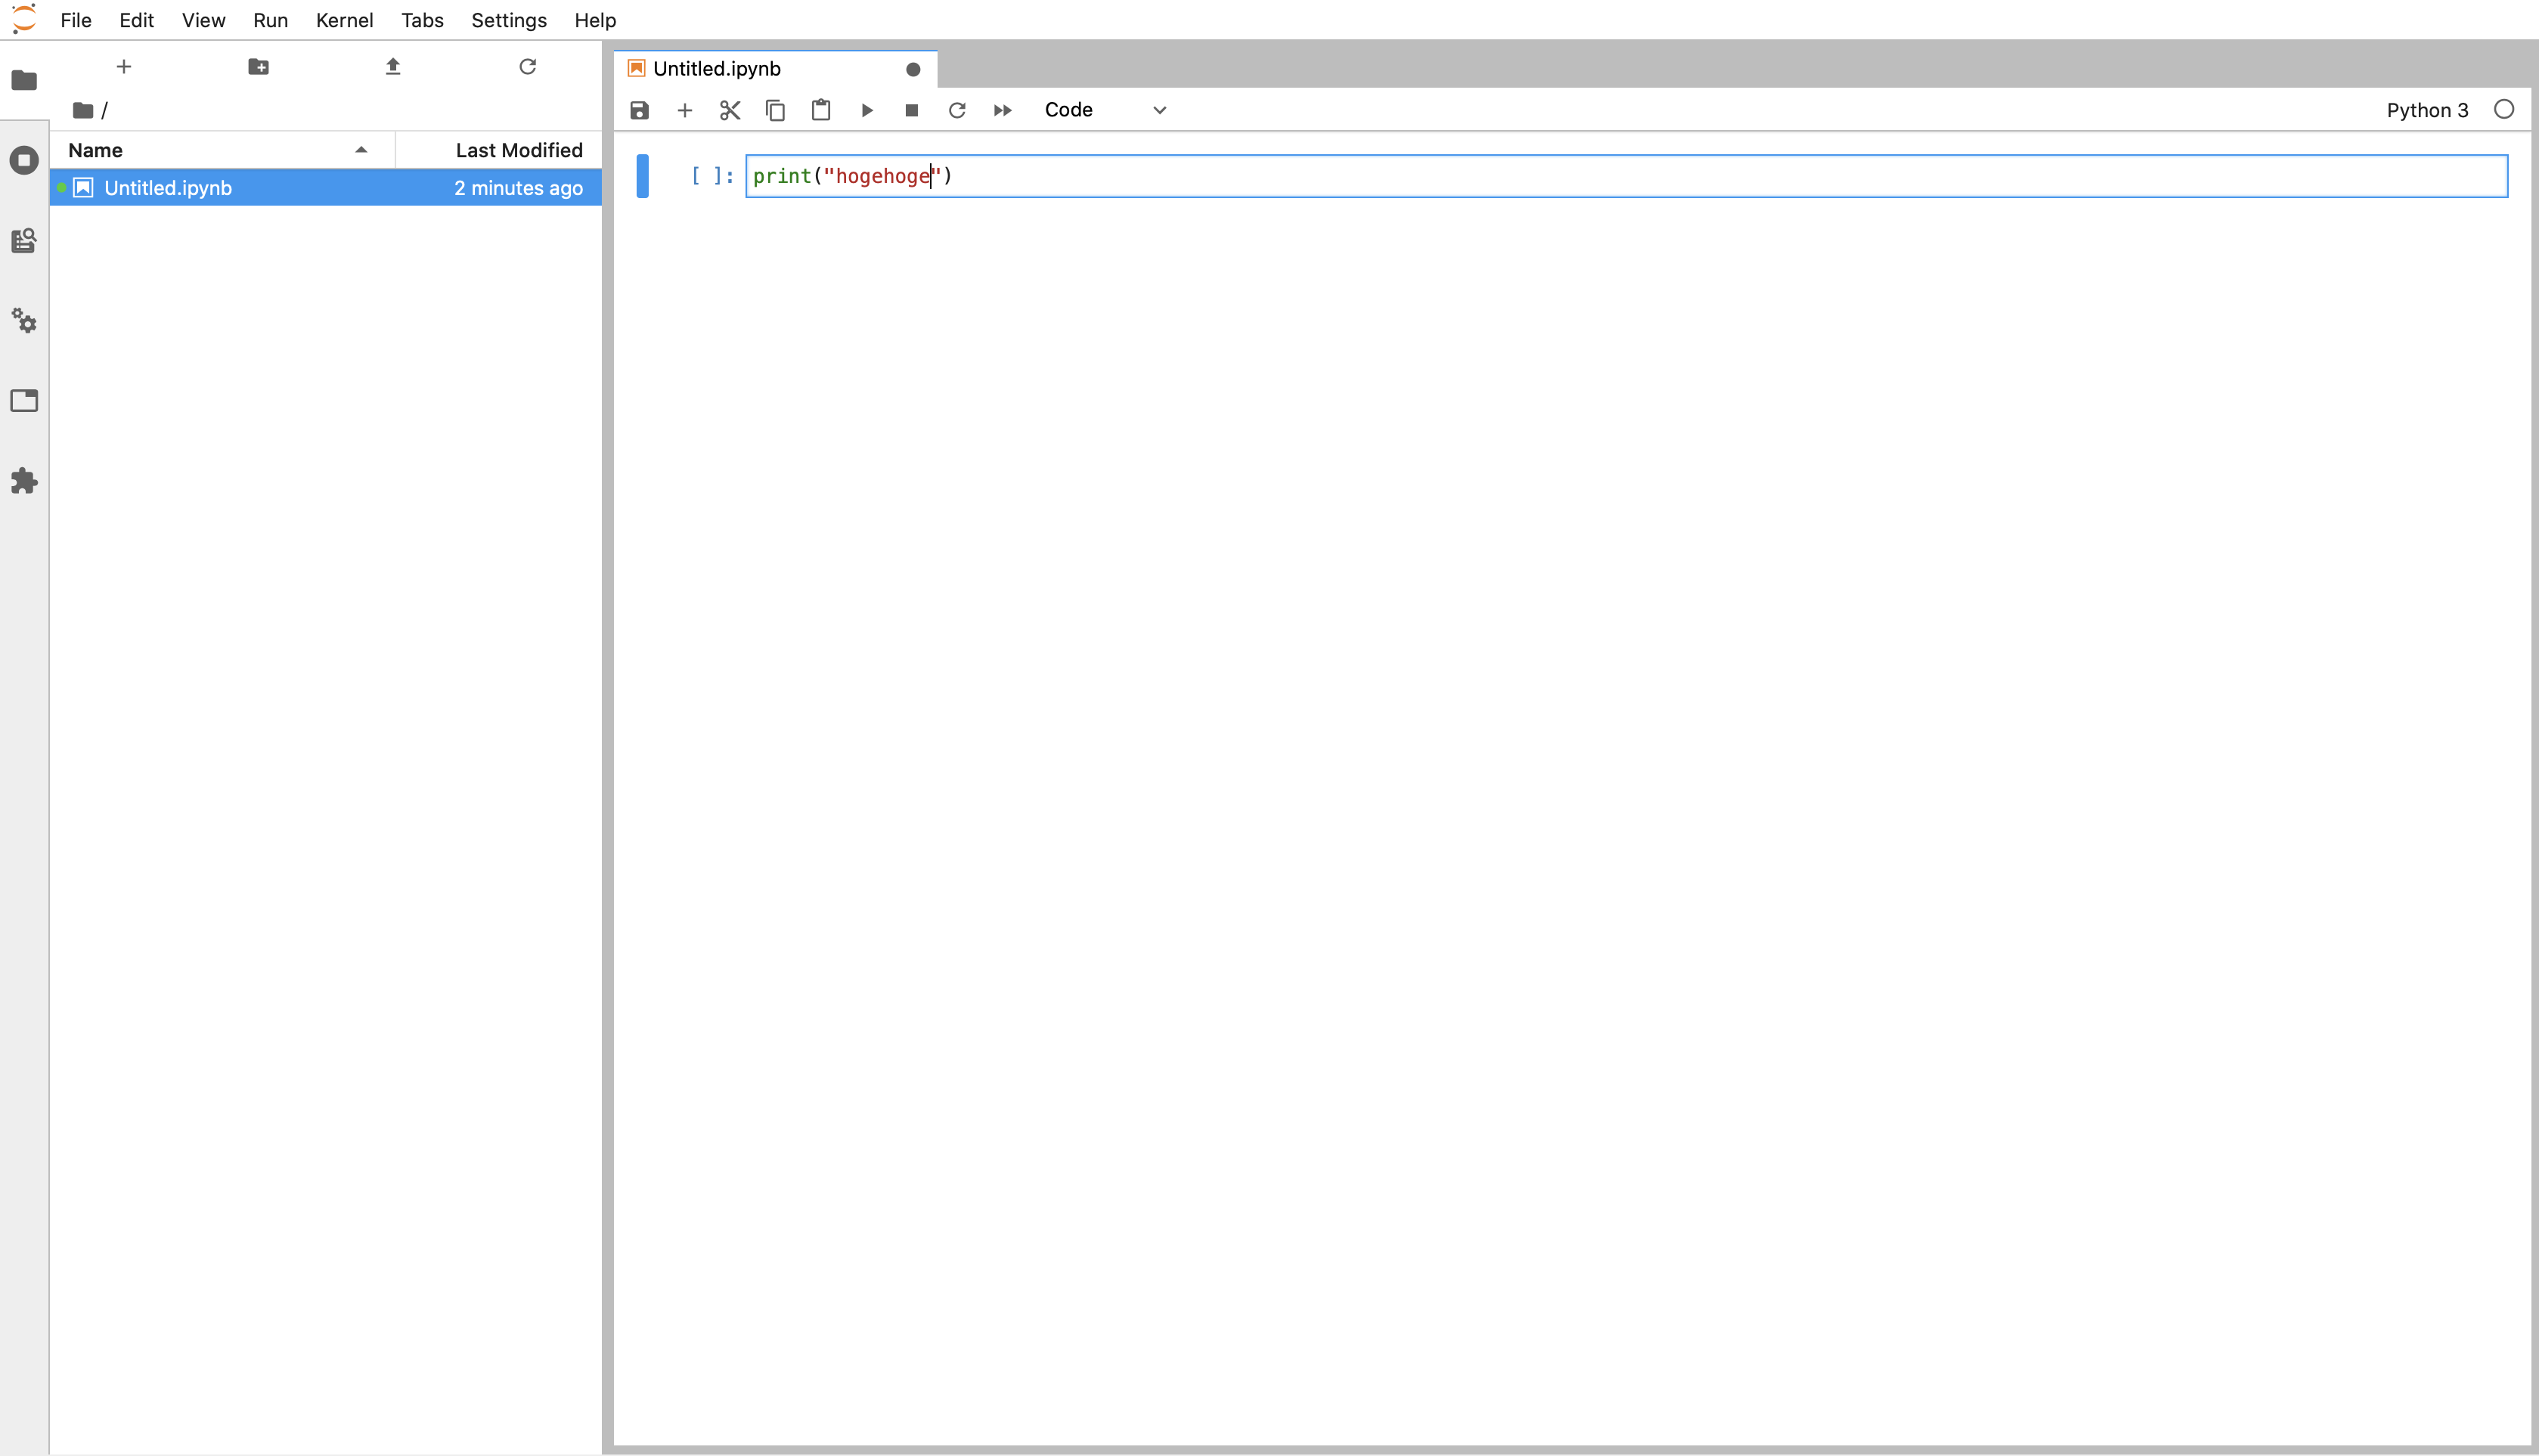 File Edit View Run Kernel Tabs Settings Help
/
Name Last Modified
Untitled.ipynb 2 minutes ago
Untitled.ipynb
Code Python 3
[ ]: print("hogehoge")